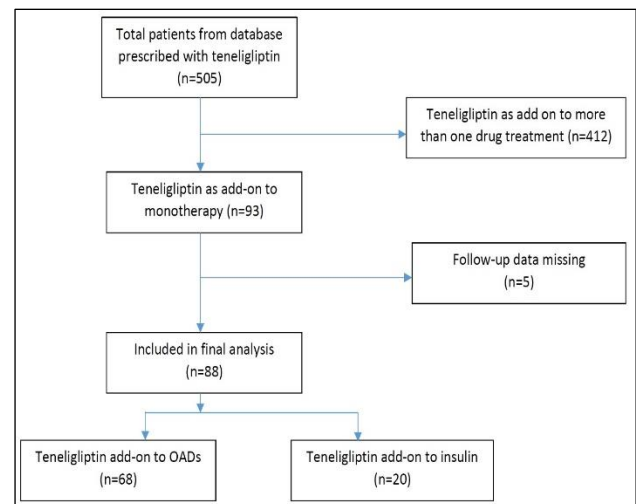 Total patients from database
prescribed with teneligliptin
(n=505)
Teneligliptin as add on to more
than one drug treatment (n=412)
Teneligliptin as add-on to
monotherapy (n=93)
Follow-up data missing
(n=5)
Included in final analysis
(n=88)
Teneligliptin add-on to OADs
(n=68)
Teneligliptin add-on to insulin
(n=20)